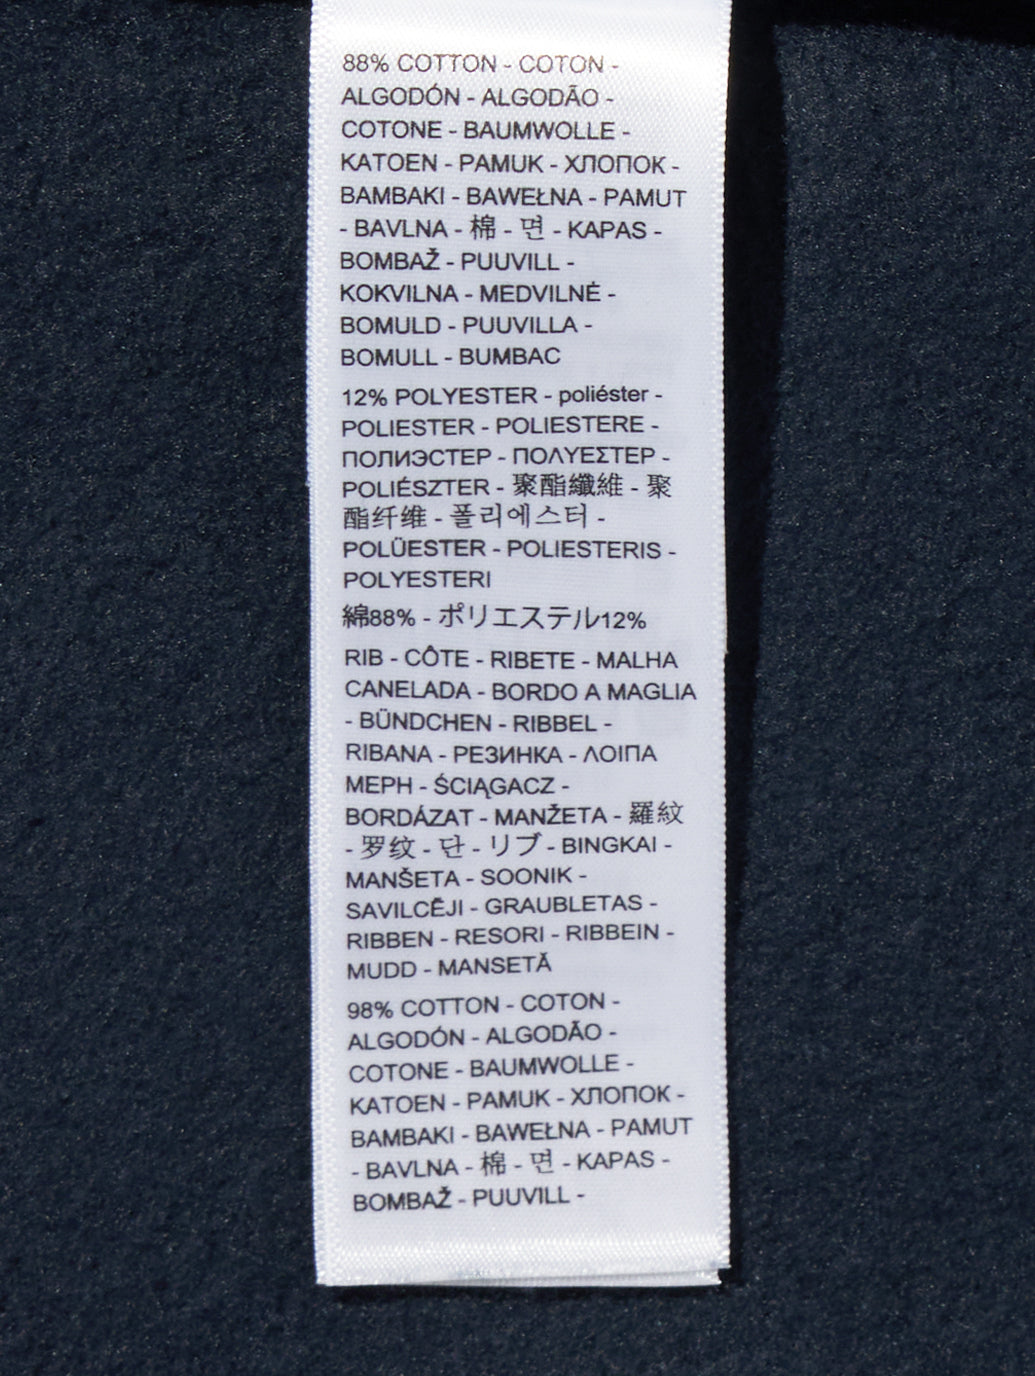 88% COTTON - COTON -
ALGODÓN - ALGODÃO -
COTONE - BAUMWOLLE -
KATOEN - PAMUK - ХЛОПОК -
BAMBAKI - BAWEŁNA - PAMUT
- BAVLNA - 棉 - 면 - KAPAS -
BOMBAŽ - PUUVILL -
KOKVILNA - MEDVILNĖ -
BOMULD - PUUVILLA -
BOMULL - BUMBAC
12% POLYESTER - poliéster -
POLIESTER - POLIESTERE -
ПОЛИЭСТЕР - ΠΟΛΥΕΣΤΕΡ -
POLIÉSZTER - 聚酯纖維 - 聚
酯纤维 - 폴리에스터 -
POLÜESTER - POLIESTERIS -
POLYESTERI
綿88% - ポリエステル12%
RIB - CÔTE - RIBETE - MALHA
CANELADA - BORDO A MAGLIA
- BÜNDCHEN - RIBBEL -
RIBANA - РЕЗИНКА - ΛΟΙΠΑ
ΜΕΡΗ - ŚCIĄGACZ -
BORDÁZAT - MANŽETA - 羅紋
- 罗纹 - 단 - リブ - BINGKAI -
MANŠETA - SOONIK -
SAVILCĒJI - GRAUBLETAS -
RIBBEN - RESORI - RIBBEIN -
MUDD - MANSETĂ
98% COTTON - COTON -
ALGODÓN - ALGODÃO -
COTONE - BAUMWOLLE -
KATOEN - PAMUK - ХЛОПОК -
BAMBAKI - BAWEŁNA - PAMUT
- BAVLNA - 棉 - 면 - KAPAS -
BOMBAŽ - PUUVILL -